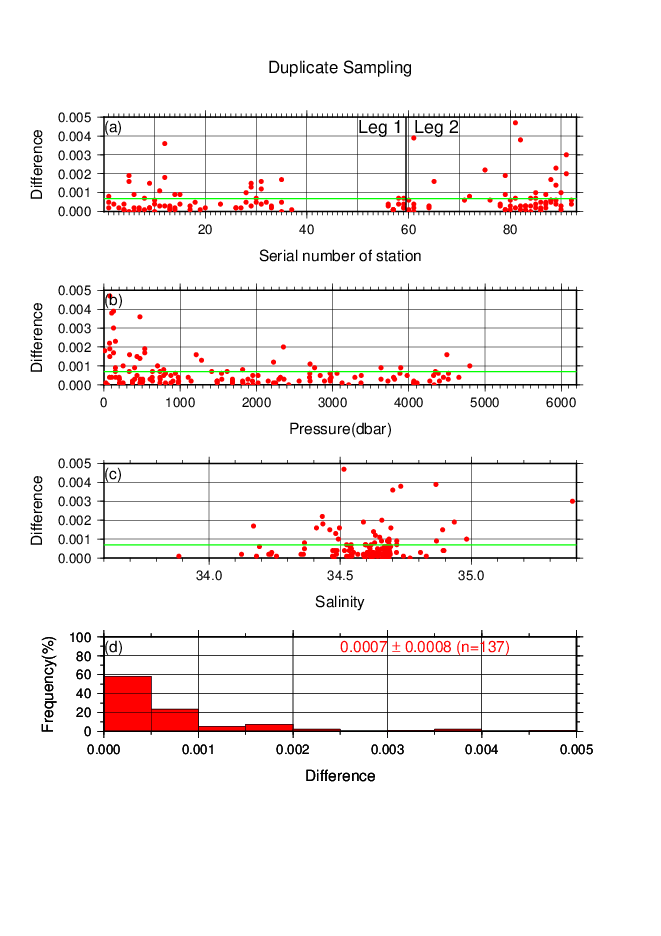 Duplicate Sampling
0.005
0.004
0.003
0.002
0.001
0.000
Difference
(a)
Leg 1
Leg 2
20 40 60 80
Serial number of station
0.005
0.004
0.003
0.002
0.001
0.000
Difference
(b)
0 1000 2000 3000 4000 5000 6000
Pressure(dbar)
0.005
0.004
0.003
0.002
0.001
0.000
Difference
(c)
34.0 34.5 35.0
Salinity
100
80
60
40
20
0
Frequency(%)
(d)
0.0007 ± 0.0008 (n=137)
0.000 0.001 0.002 0.003 0.004 0.005
Difference